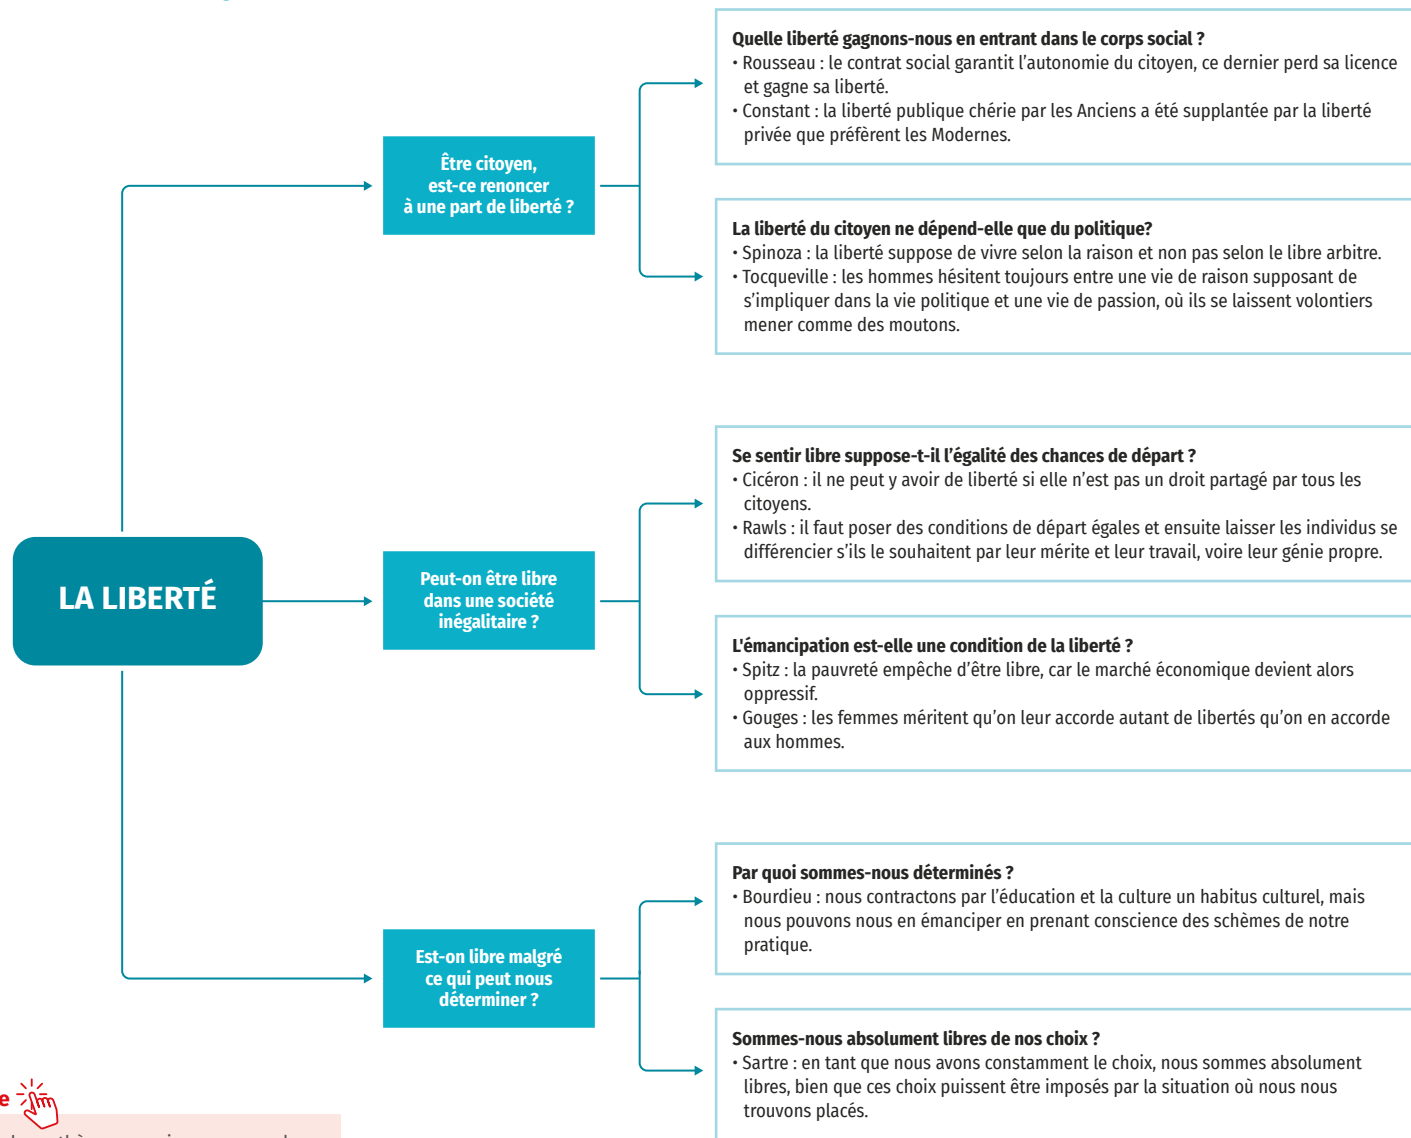 LA LIBERTÉ
Être citoyen,
est-ce renoncer
à une part de liberté ?
Quelle liberté gagnons-nous en entrant dans le corps social ?
• Rousseau : le contrat social garantit l’autonomie du citoyen, ce dernier perd sa licence
et gagne sa liberté.
• Constant : la liberté publique chérie par les Anciens a été supplantée par la liberté
privée que préfèrent les Modernes.
La liberté du citoyen ne dépend-elle que du politique?
• Spinoza : la liberté suppose de vivre selon la raison et non pas selon le libre arbitre.
• Tocqueville : les hommes hésitent toujours entre une vie de raison supposant de
s’impliquer dans la vie politique et une vie de passion, où ils se laissent volontiers
mener comme des moutons.
Peut-on être libre
dans une société
inégalitaire ?
Se sentir libre suppose-t-il l’égalité des chances de départ ?
• Cicéron : il ne peut y avoir de liberté si elle n’est pas un droit partagé par tous les
citoyens.
• Rawls : il faut poser des conditions de départ égales et ensuite laisser les individus se
différencier s’ils le souhaitent par leur mérite et leur travail, voire leur génie propre.
L'émancipation est-elle une condition de la liberté ?
• Spitz : la pauvreté empêche d’être libre, car le marché économique devient alors
oppressif.
• Gouges : les femmes méritent qu’on leur accorde autant de libertés qu’on en accorde
aux hommes.
Est-on libre malgré
ce qui peut nous
déterminer ?
Par quoi sommes-nous déterminés ?
• Bourdieu : nous contractons par l’éducation et la culture un habitus culturel, mais
nous pouvons nous en émanciper en prenant conscience des schèmes de notre
pratique.
Sommes-nous absolument libres de nos choix ?
• Sartre : en tant que nous avons constamment le choix, nous sommes absolument
libres, bien que ces choix puissent être imposés par la situation où nous nous
trouvons placés.